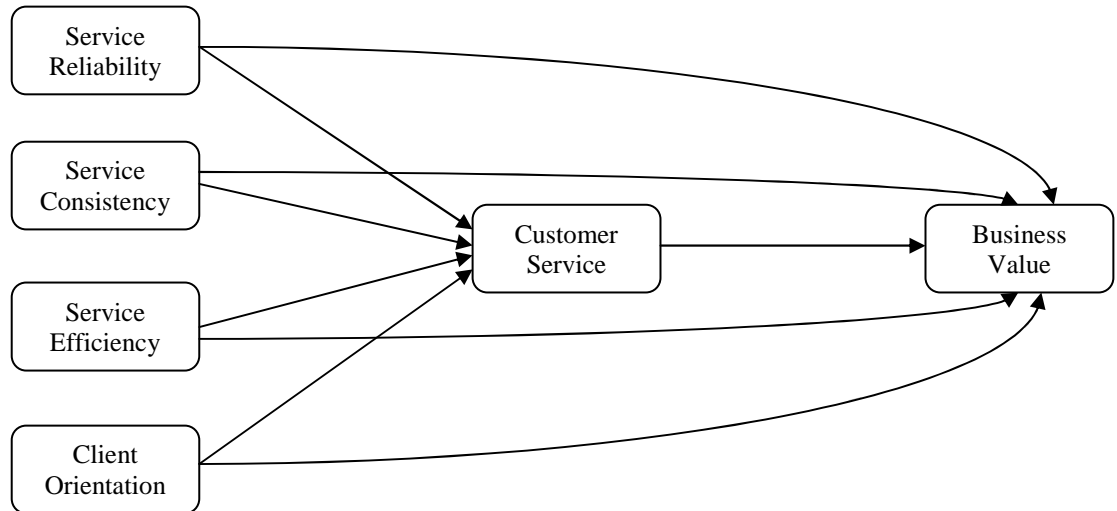 Service
Reliability
Service
Consistency
Customer
Service
Business
Value
Service
Efficiency
Client
Orientation